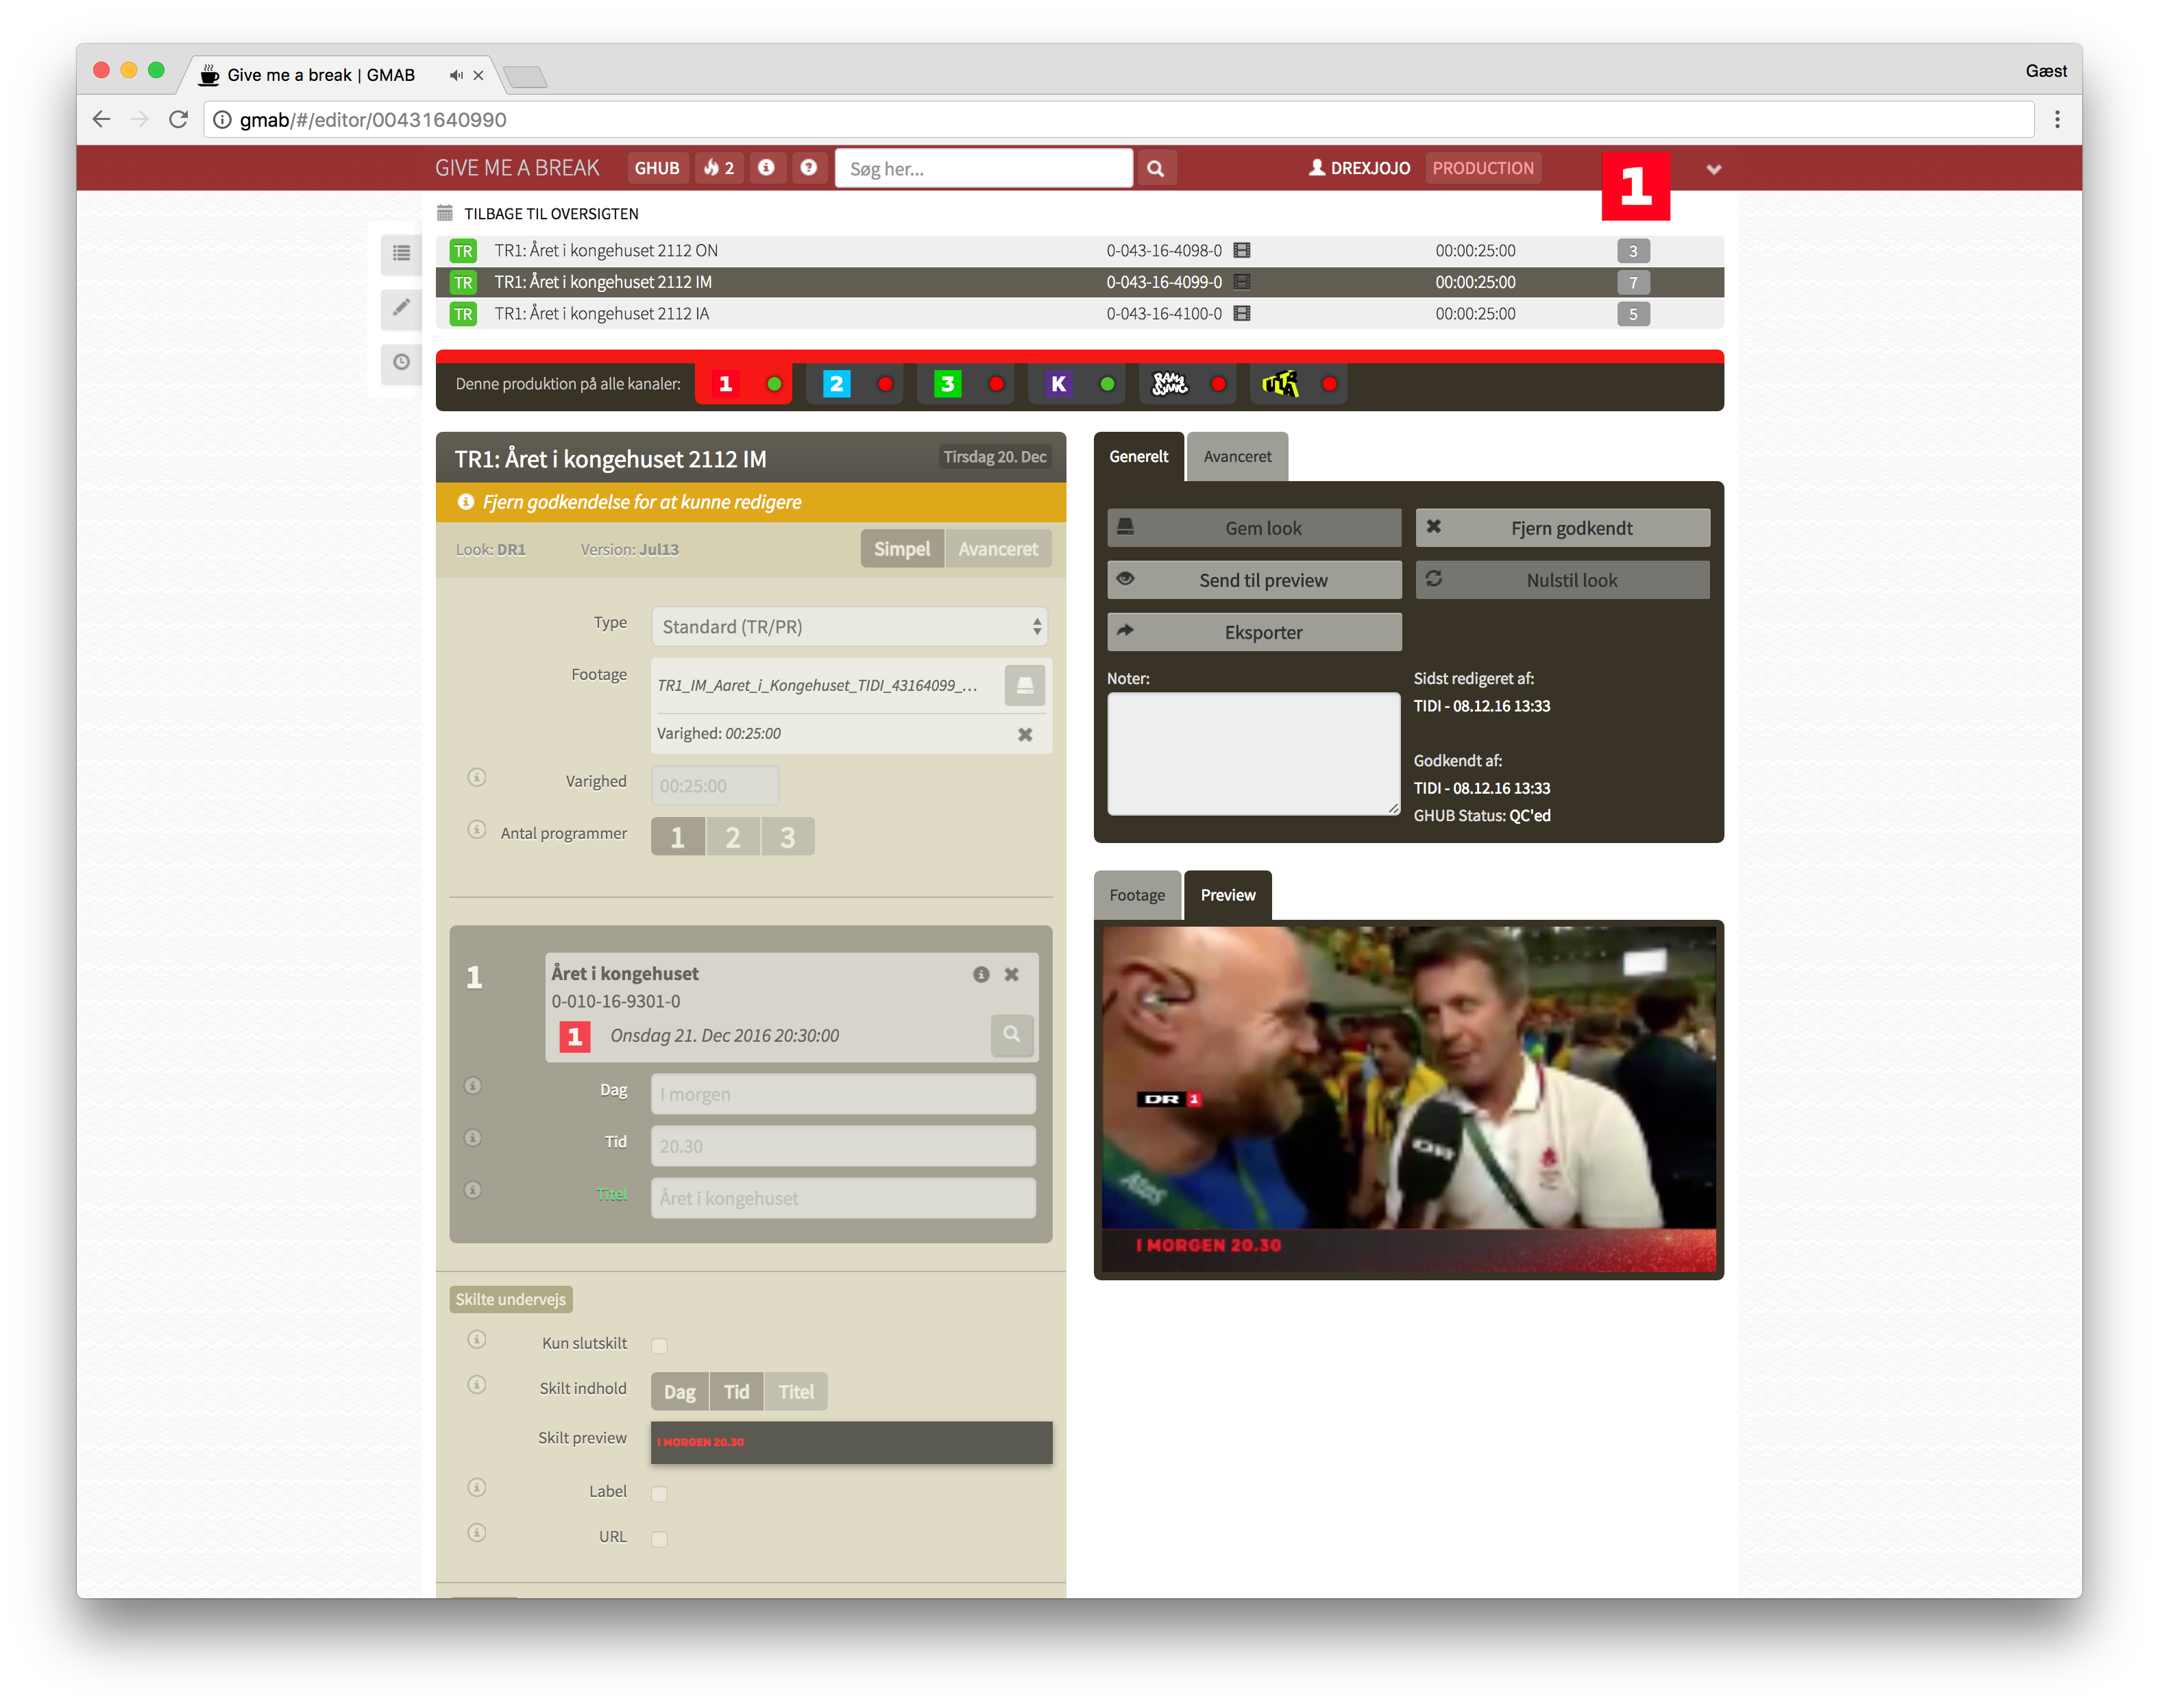 Give me a break | GMAB
Gæst
gmab/#/editor/00431640990
GIVE ME A BREAK GHUB 2 Søg her... DREXJOJO PRODUCTION 1
TILBAGE TIL OVERSIGTEN
TR TR1: Året i kongehuset 2112 ON 0-043-16-4098-0 00:00:25:00 3
TR TR1: Året i kongehuset 2112 IM 0-043-16-4099-0 00:00:25:00 7
TR TR1: Året i kongehuset 2112 IA 0-043-16-4100-0 00:00:25:00 5
Denne produktion på alle kanaler: 1 2 3 K RAMASJANG ULTRA
TR1: Året i kongehuset 2112 IM Tirsdag 20. Dec
Fjern godkendelse for at kunne redigere
Look: DR1 Version: Jul13 Simpel Avanceret
Type Standard (TR/PR)
Footage TR1_IM_Aaret_i_Kongehuset_TIDI_43164099_...
Varighed: 00:25:00
Varighed 00:25:00
Antal programmer 1 2 3
1 Året i kongehuset
0-010-16-9301-0
1 Onsdag 21. Dec 2016 20:30:00
Dag I morgen
Tid 20.30
Titel Året i kongehuset
Skilte undervejs
Kun slutskilt
Skilt indhold Dag Tid Titel
Skilt preview I MORGEN 20.30
Label
URL
Generelt Avanceret
Gem look Fjern godkendt
Send til preview Nulstil look
Eksporter
Noter: Sidst redigeret af:
TIDI - 08.12.16 13:33
Godkendt af:
TIDI - 08.12.16 13:33
GHUB Status: QC'ed
Footage Preview
DR 1
DR
I MORGEN 20.30